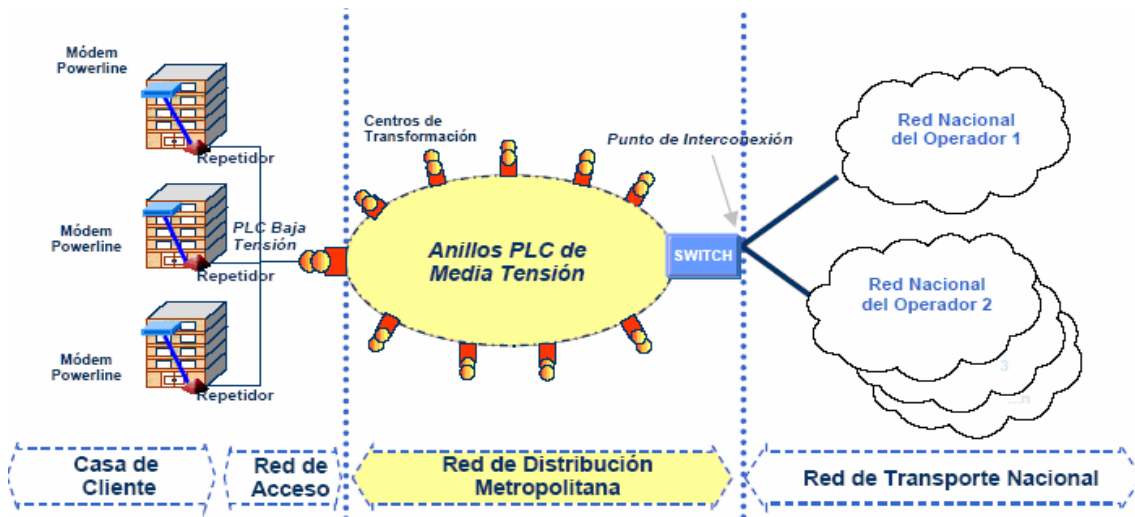 Módem
Powerline
Repetidor
Módem
Powerline
Repetidor
Módem
Powerline
Repetidor
PLC Baja
Tensión
Centros de
Transformación
Anillos PLC de
Media Tensión
Punto de Interconexión
SWITCH
Red Nacional
del Operador 1
Red Nacional
del Operador 2
3
...n
Casa de
Cliente
Red de
Acceso
Red de Distribución
Metropolitana
Red de Transporte Nacional